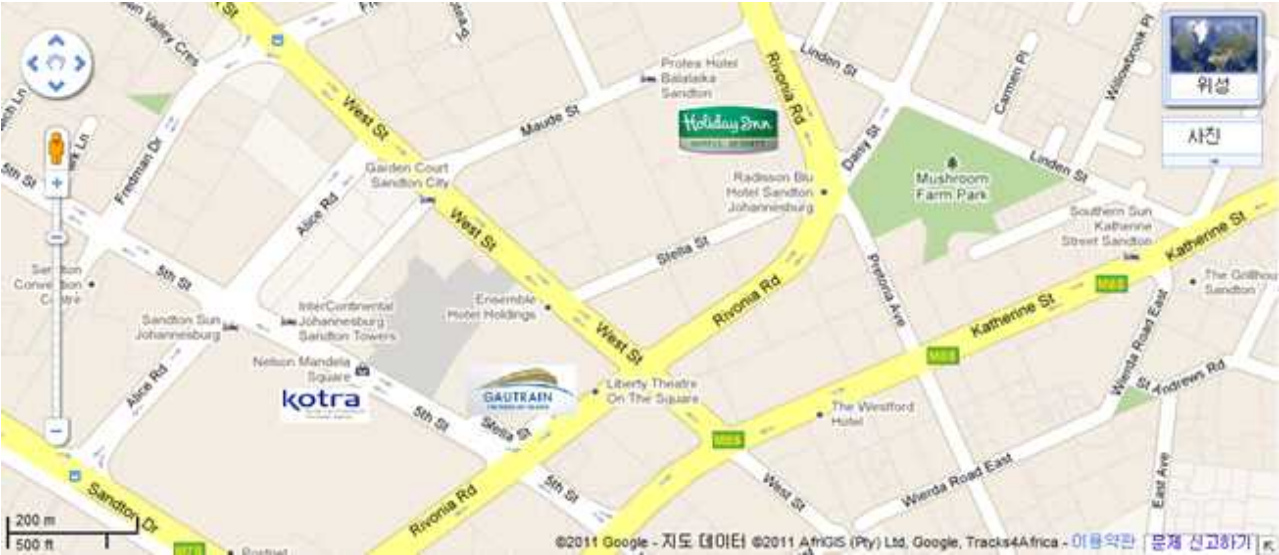 West St
Maude St
Protea Hotel
Balalaika
Sandton
Holiday Inn
Rivonia Rd
Linden St
Carmen Pl
Willowbrook Pl
위성
사진
Daisy St
Mushroom
Farm Park
Linden St
Fredman Dr
5th St
Alice Rd
Garden Court
Sandton City
West St
Radisson Blu
Hotel Sandton
Johannesburg
Southern Sun
Katherine
Street Sandton
Katherine St
Stella St
5th St
Pretoria Ave
Sandton Sun
Johannesburg
InterContinental
Johannesburg
Sandton Towers
Ensemble
Hotel Holdings
Rivonia Rd
West St
Katherine St
M85
The Grillhou
Sandton
Wierda Road East
Nelson Mandela
Square
kotra
GAUTRAIN
Liberty Theatre
On The Square
The Westford
Hotel
St Andrews Rd
Alice Rd
5th St
Stella St
5th St
West St
Wierda Road East
East Ave
Sandton Dr
Rivonia Rd
200 m
500 ft
©2011 Google - 지도 데이터 ©2011 AfriGIS (Pty) Ltd, Google, Tracks4Africa - 이용약관
문제 신고하기